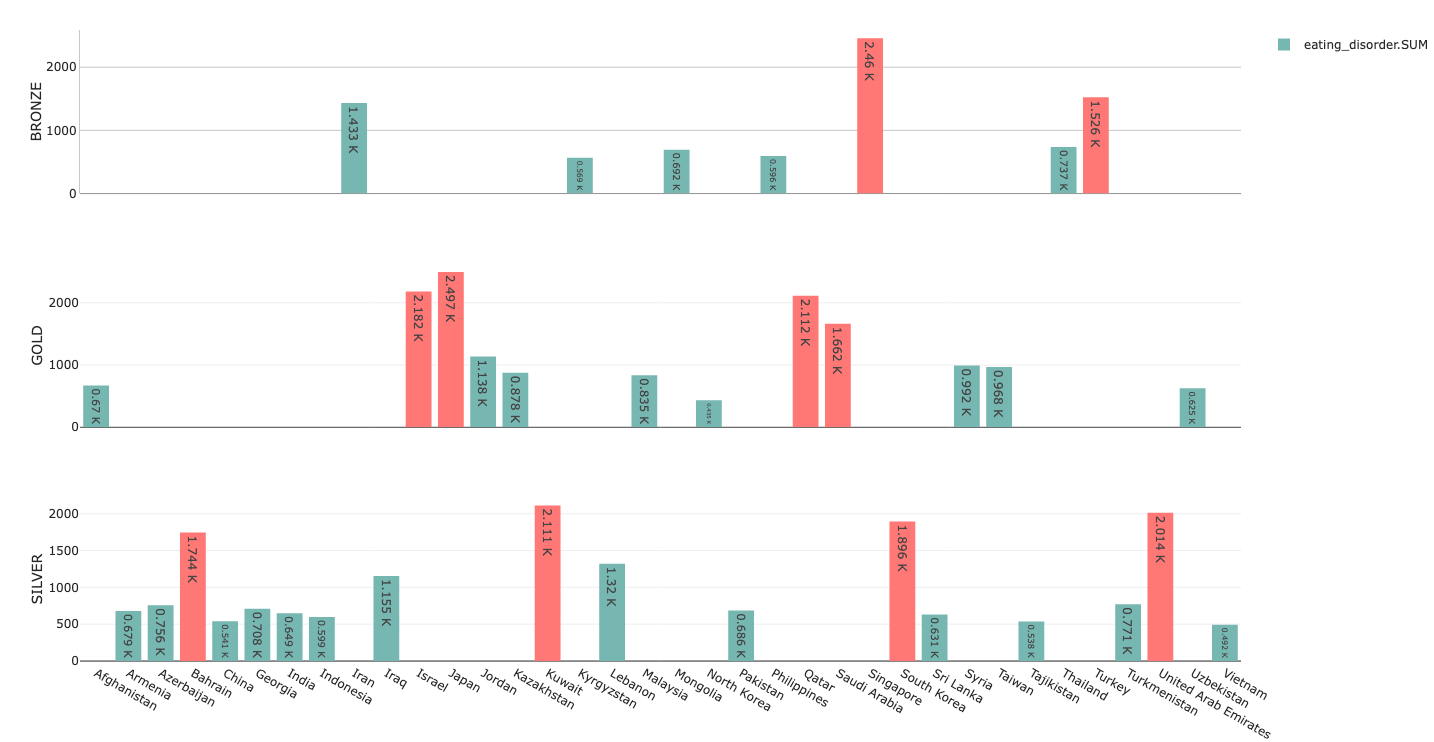 eating_disorder.SUM
BRONZE
2000
1000
0
1.433 K
0.569 K
0.692 K
0.596 K
2.46 K
0.737 K
1.526 K
GOLD
2000
1000
0
0.67 K
2.182 K
2.497 K
1.138 K
0.878 K
0.835 K
0.435 K
2.112 K
1.662 K
0.992 K
0.968 K
0.625 K
SILVER
2000
1500
1000
500
0
0.679 K
0.756 K
1.744 K
0.541 K
0.708 K
0.649 K
0.599 K
1.155 K
2.111 K
1.32 K
0.686 K
1.896 K
0.631 K
0.538 K
0.771 K
2.014 K
0.492 K
Afghanistan
Armenia
Azerbaijan
Bahrain
China
Georgia
India
Indonesia
Iran
Iraq
Israel
Japan
Jordan
Kazakhstan
Kuwait
Kyrgyzstan
Lebanon
Malaysia
Mongolia
North Korea
Pakistan
Philippines
Qatar
Saudi Arabia
Singapore
South Korea
Sri Lanka
Syria
Taiwan
Tajikistan
Thailand
Turkey
Turkmenistan
United Arab Emirates
Uzbekistan
Vietnam